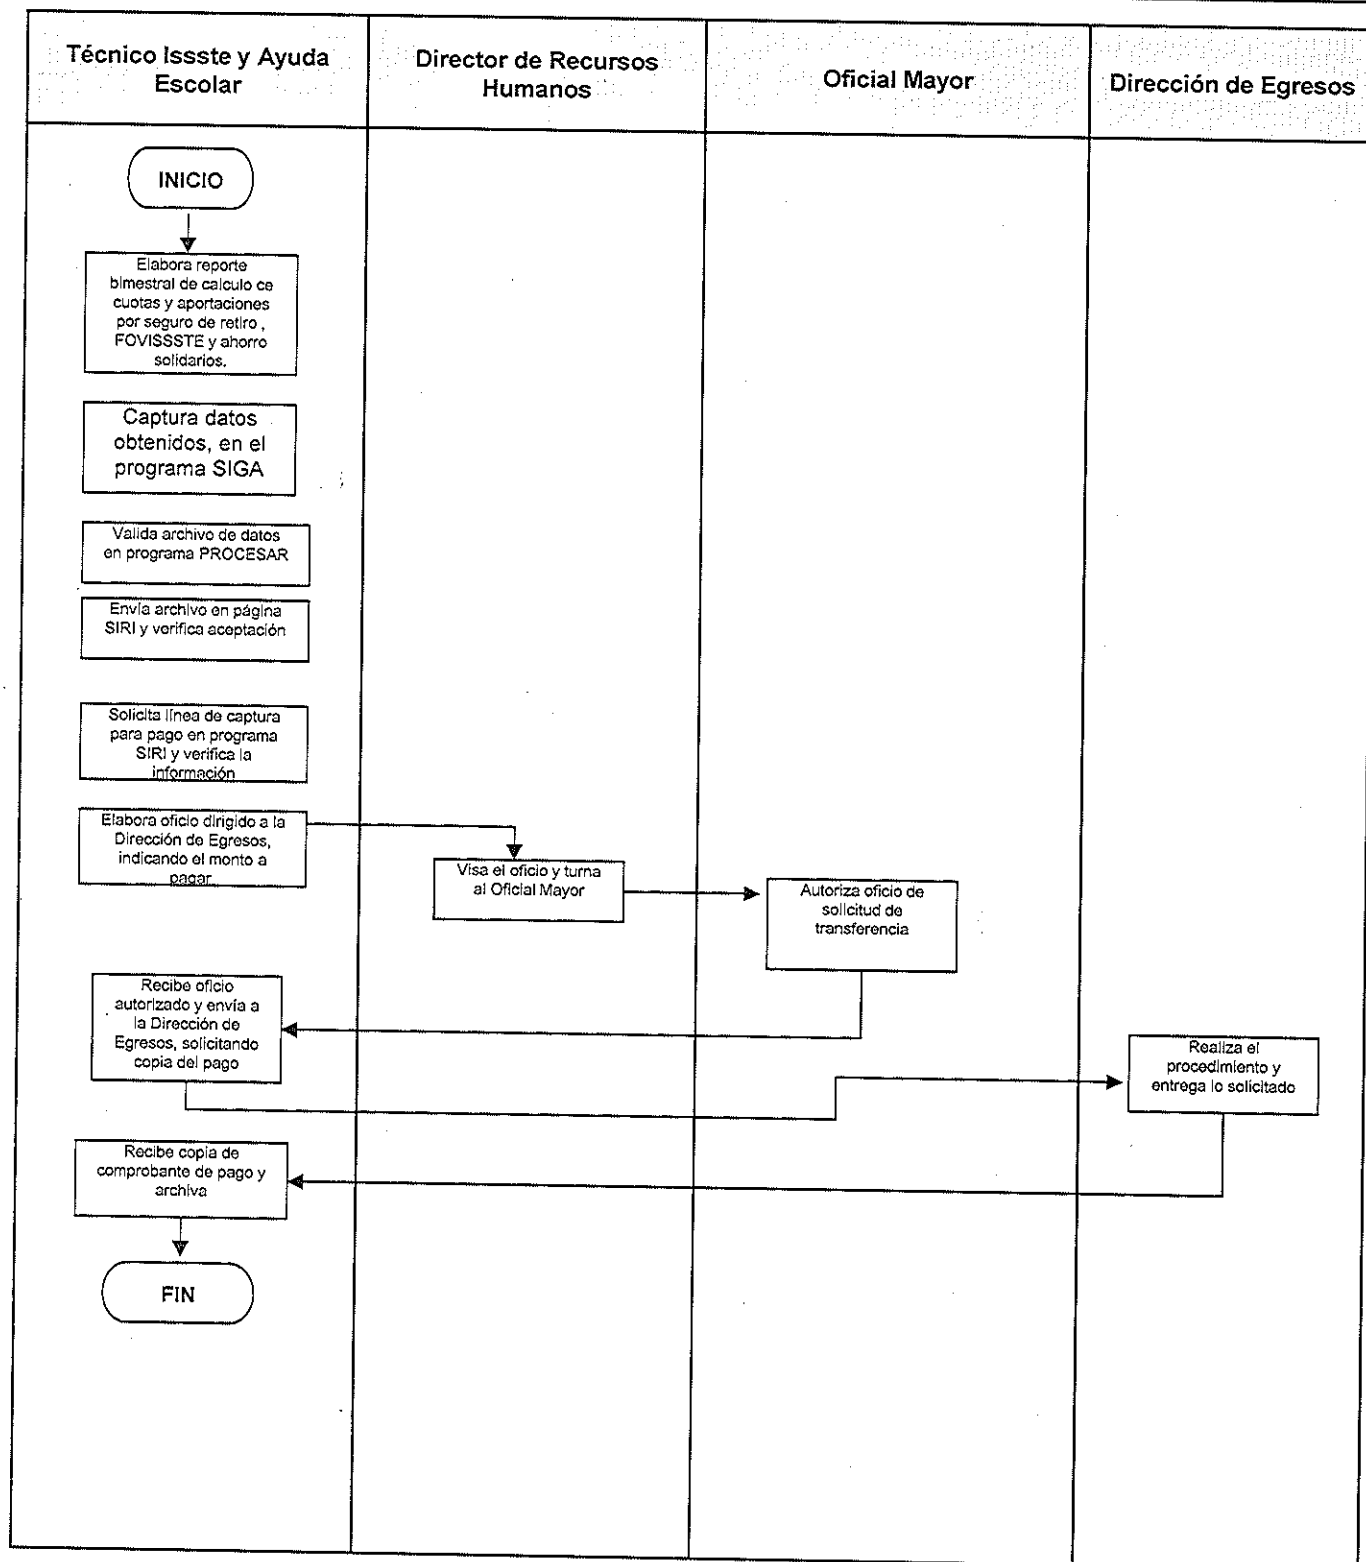 Técnico Issste y Ayuda
Escolar
Director de Recursos
Humanos
Oficial Mayor
Dirección de Egresos
INICIO
Elabora reporte
bimestral de calculo ce
cuotas y aportaciones
por seguro de retiro ,
FOVISSSTE y ahorro
solidarios.
Captura datos
obtenidos, en el
programa SIGA
Valida archivo de datos
en programa PROCESAR
Envía archivo en página
SIRI y verifica aceptación
Solicita línea de captura
para pago en programa
SIRI y verifica la
información
Elabora oficio dirigido a la
Dirección de Egresos,
indicando el monto a
pagar
Visa el oficio y turna
al Oficial Mayor
Autoriza oficio de
solicitud de
transferencia
Recibe oficio
autorizado y envía a
la Dirección de
Egresos, solicitando
copia del pago
Realiza el
procedimiento y
entrega lo solicitado
Recibe copia de
comprobante de pago y
archiva
FIN